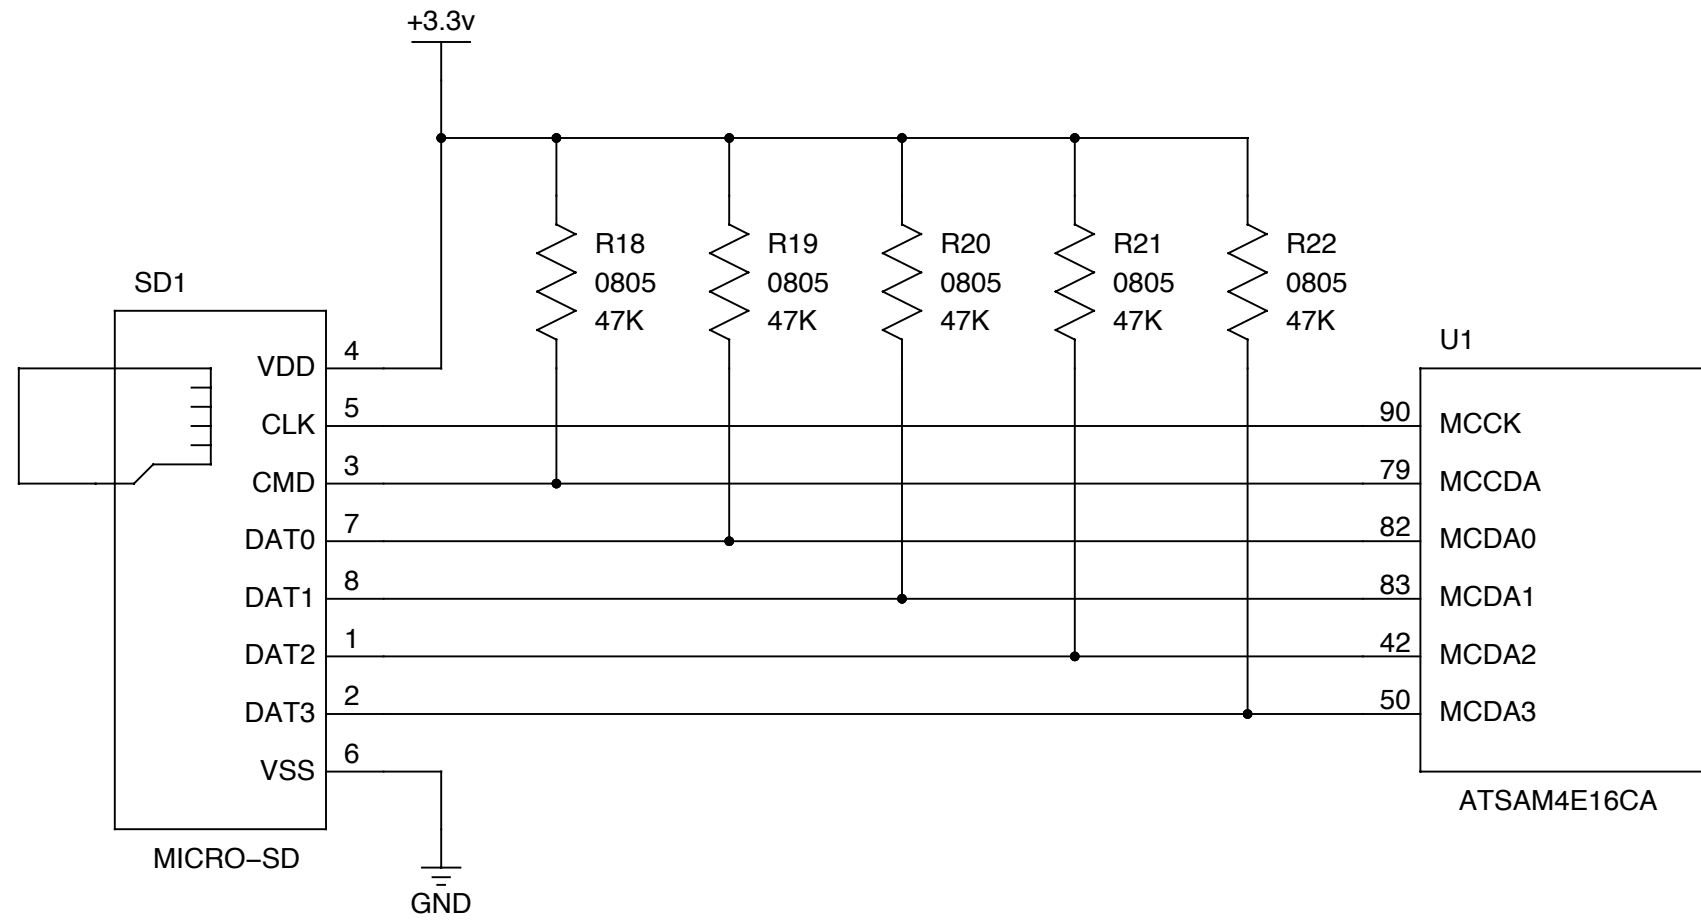 +3.3v
R18
0805
47K
R19
0805
47K
R20
0805
47K
R21
0805
47K
R22
0805
47K
SD1
VDD 4
CLK 5
CMD 3
DAT0 7
DAT1 8
DAT2 1
DAT3 2
VSS 6
MICRO–SD
GND
U1
90 MCCK
79 MCCDA
82 MCDA0
83 MCDA1
42 MCDA2
50 MCDA3
ATSAM4E16CA